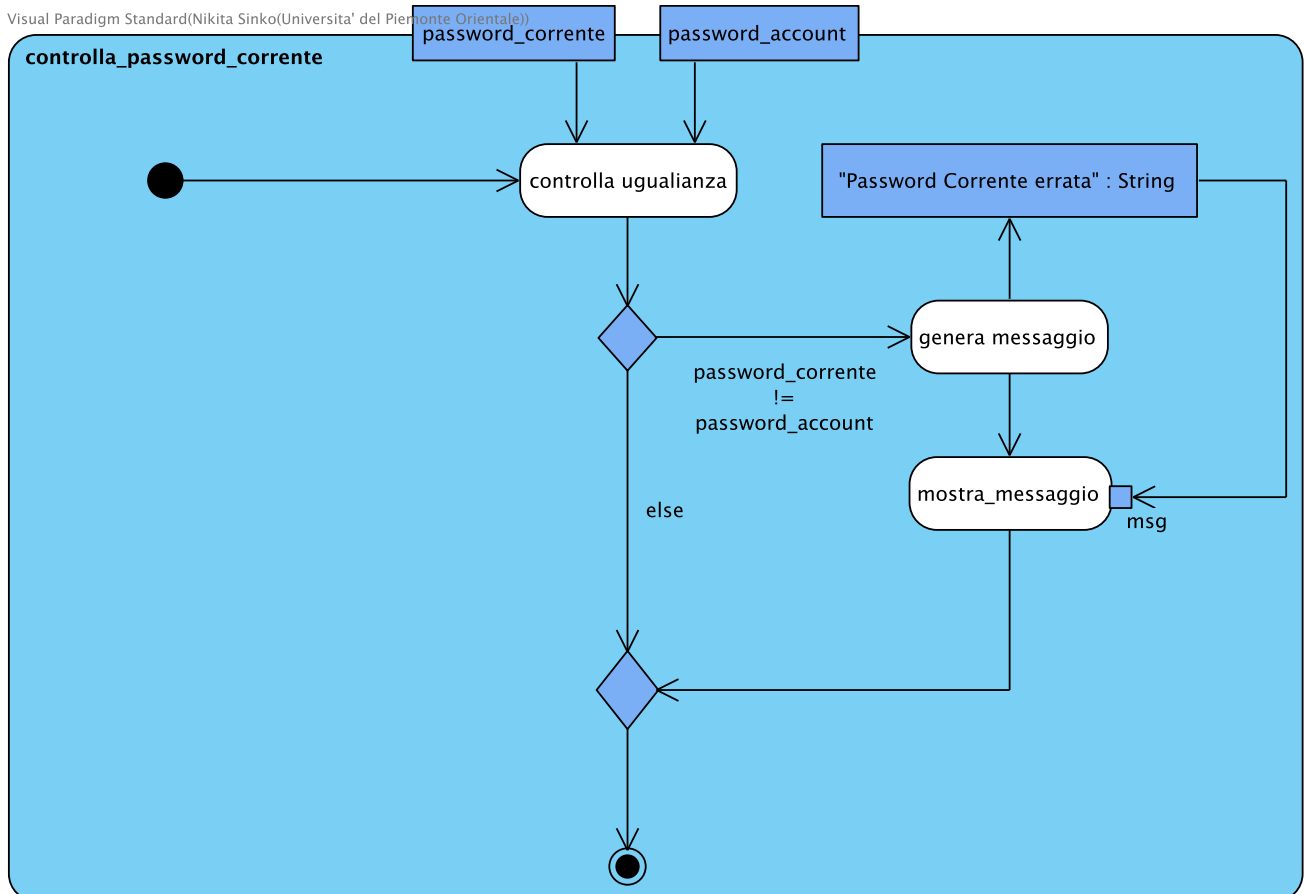 Visual Paradigm Standard(Nikita Sinko(Universita' del Piemonte Orientale))
password_corrente
password_account
controlla_password_corrente
controlla ugualianza
"Password Corrente errata" : String
genera messaggio
password_corrente
!=
password_account
mostra_messaggio
else
msg